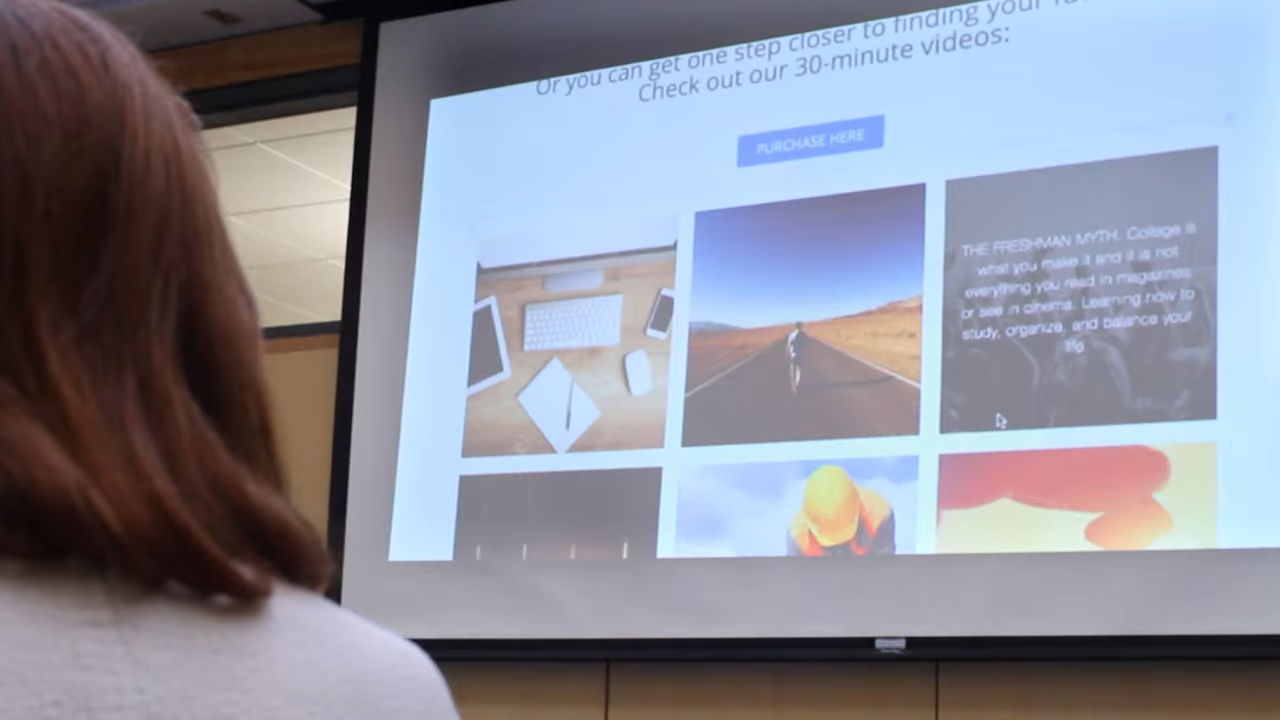 Or you can get one step closer to finding your
Check out our 30-minute videos:
PURCHASE HERE
THE FRESHMAN MYTH. College is
what you make it and it is not
everything you read in magazines
or see in cinema. Learning how to
study, organize, and balance your
life